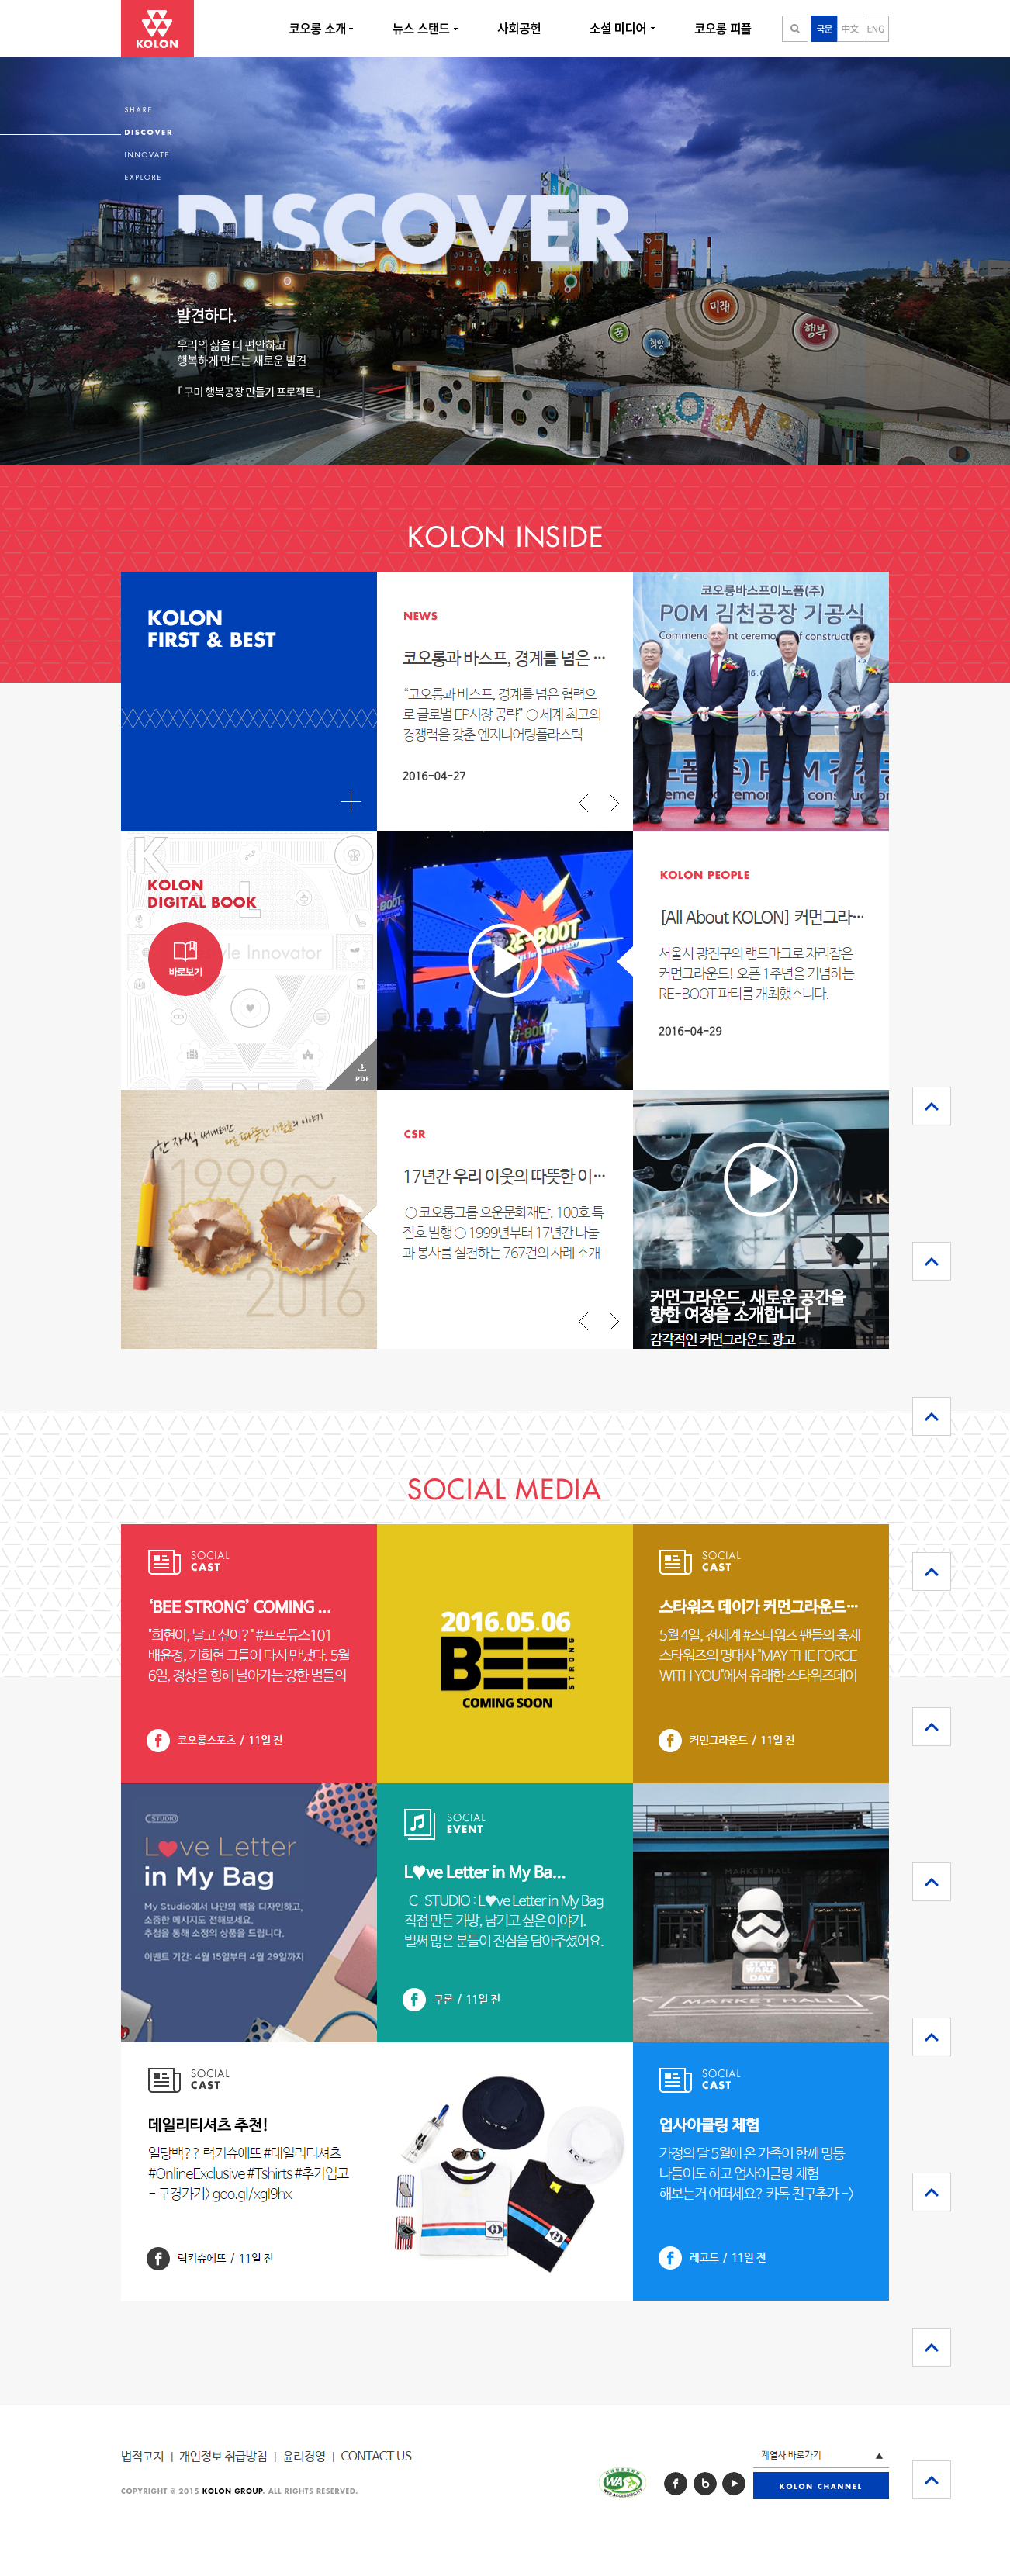 KOLON
코오롱 소개
뉴스 스탠드
사회공헌
소셜 미디어
코오롱 피플
국문
中文
ENG
SHARE
DISCOVER
INNOVATE
EXPLORE
DISCOVER
꿈
희망
미래
행복
KOLON
발견하다.
우리의 삶을 더 편안하고
행복하게 만드는 새로운 발견
「구미 행복공장 만들기 프로젝트」
KOLON INSIDE
KOLON
FIRST & BEST
NEWS
코오롱과 바스프, 경계를 넘은 …
“코오롱과 바스프, 경계를 넘은 협력으
로 글로벌 EP시장 공략” ○ 세계 최고의
경쟁력을 갖춘 엔지니어링플라스틱
2016-04-27
코오롱바스프이노폼(주)
POM 김천공장 기공식
KOLON
DIGITAL BOOK
바로보기
PDF
RE-BOOT
KOLON PEOPLE
[All About KOLON] 커먼그라…
서울시 광진구의 랜드마크로 자리잡은
커먼그라운드! 오픈 1주년을 기념하는
RE-BOOT 파티를 개최했습니다.
2016-04-29
1999~
2016
CSR
17년간 우리 이웃의 따뜻한 이…
○ 코오롱그룹 오운문화재단, 100호 특
집호 발행 ○ 1999년부터 17년간 나눔
과 봉사를 실천하는 767건의 사례 소개
커먼그라운드, 새로운 공간을
향한 여정을 소개합니다
감각적인 커먼그라운드 광고
SOCIAL MEDIA
SOCIAL
CAST
‘BEE STRONG’ COMING ...
"희현아, 날고 싶어?" #프로듀스101
배윤정, 기희현 그들이 다시 만났다. 5월
6일, 정상을 향해 날아가는 강한 벌들의
코오롱스포츠 / 11일 전
2016.05.06
BEE
STRONG
COMING SOON
SOCIAL
CAST
스타워즈 데이가 커먼그라운드…
5월 4일, 전세계 #스타워즈 팬들의 축제
스타워즈의 명대사 "MAY THE FORCE
WITH YOU"에서 유래한 스타워즈데이
커먼그라운드 / 11일 전
CSTUDIO
L♥ve Letter
in My Bag
My Studio에서 나만의 백을 디자인하고,
소중한 메시지도 전해보세요.
추첨을 통해 소정의 상품을 드립니다.
이벤트 기간: 4월 15일부터 4월 29일까지
SOCIAL
EVENT
L♥ve Letter in My Ba...
C-STUDIO : L♥ve Letter in My Bag
직접 만든 가방, 남기고 싶은 이야기.
벌써 많은 분들이 진심을 담아주셨어요.
쿠론 / 11일 전
MARKET HALL
STAR WARS
DAY
MARKET HALL
SOCIAL
CAST
데일리티셔츠 추천!
일당백?? 럭키슈에뜨 #데일리티셔츠
#OnlineExclusive #Tshirts #추가입고
- 구경가기> goo.gl/xgI9hx
럭키슈에뜨 / 11일 전
SOCIAL
CAST
업사이클링 체험
가정의 달 5월에 온 가족이 함께 명동
나들이도 하고 업사이클링 체험
해보는거 어떠세요? 카톡 친구추가 ->
레코드 / 11일 전
법적고지 | 개인정보 취급방침 | 윤리경영 | CONTACT US
COPYRIGHT @ 2015 KOLON GROUP. ALL RIGHTS RESERVED.
WA
WEB ACCESSIBILITY
계열사 바로가기
KOLON CHANNEL